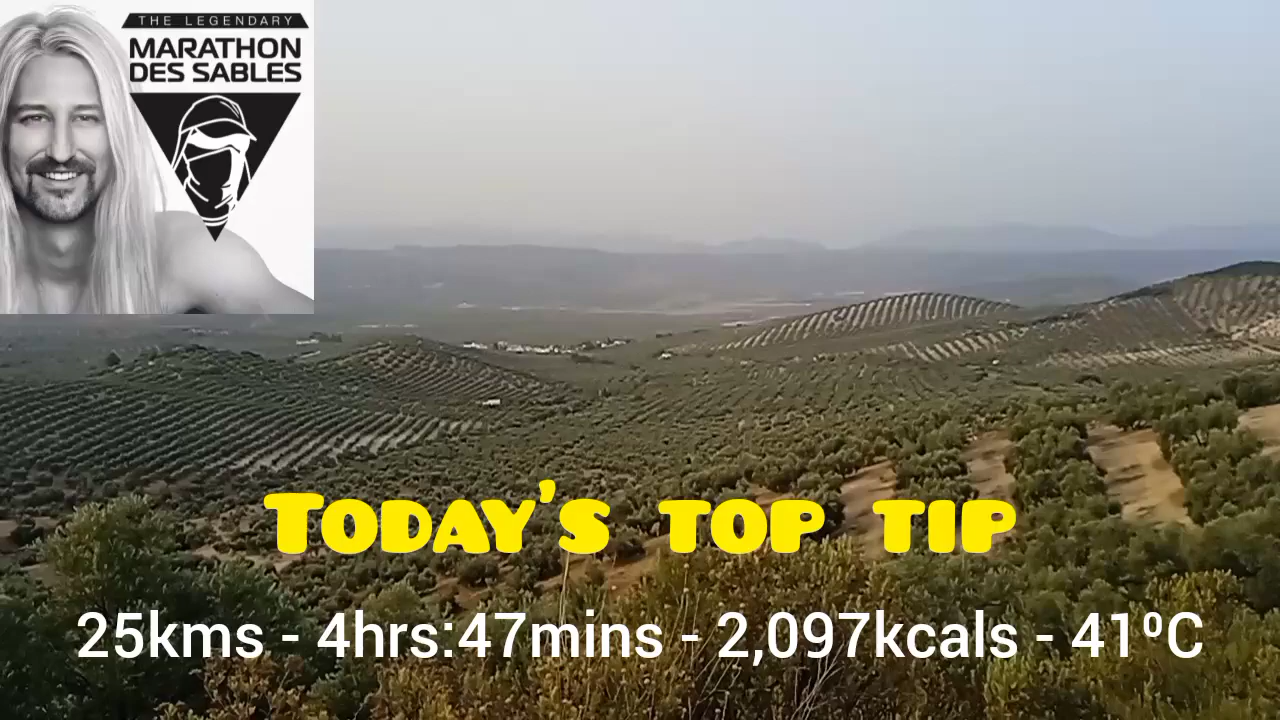 THE LEGENDARY
MARATHON
DES SABLES
TODAY'S TOP TIP
25kms - 4hrs:47mins - 2,097kcals - 41ºC